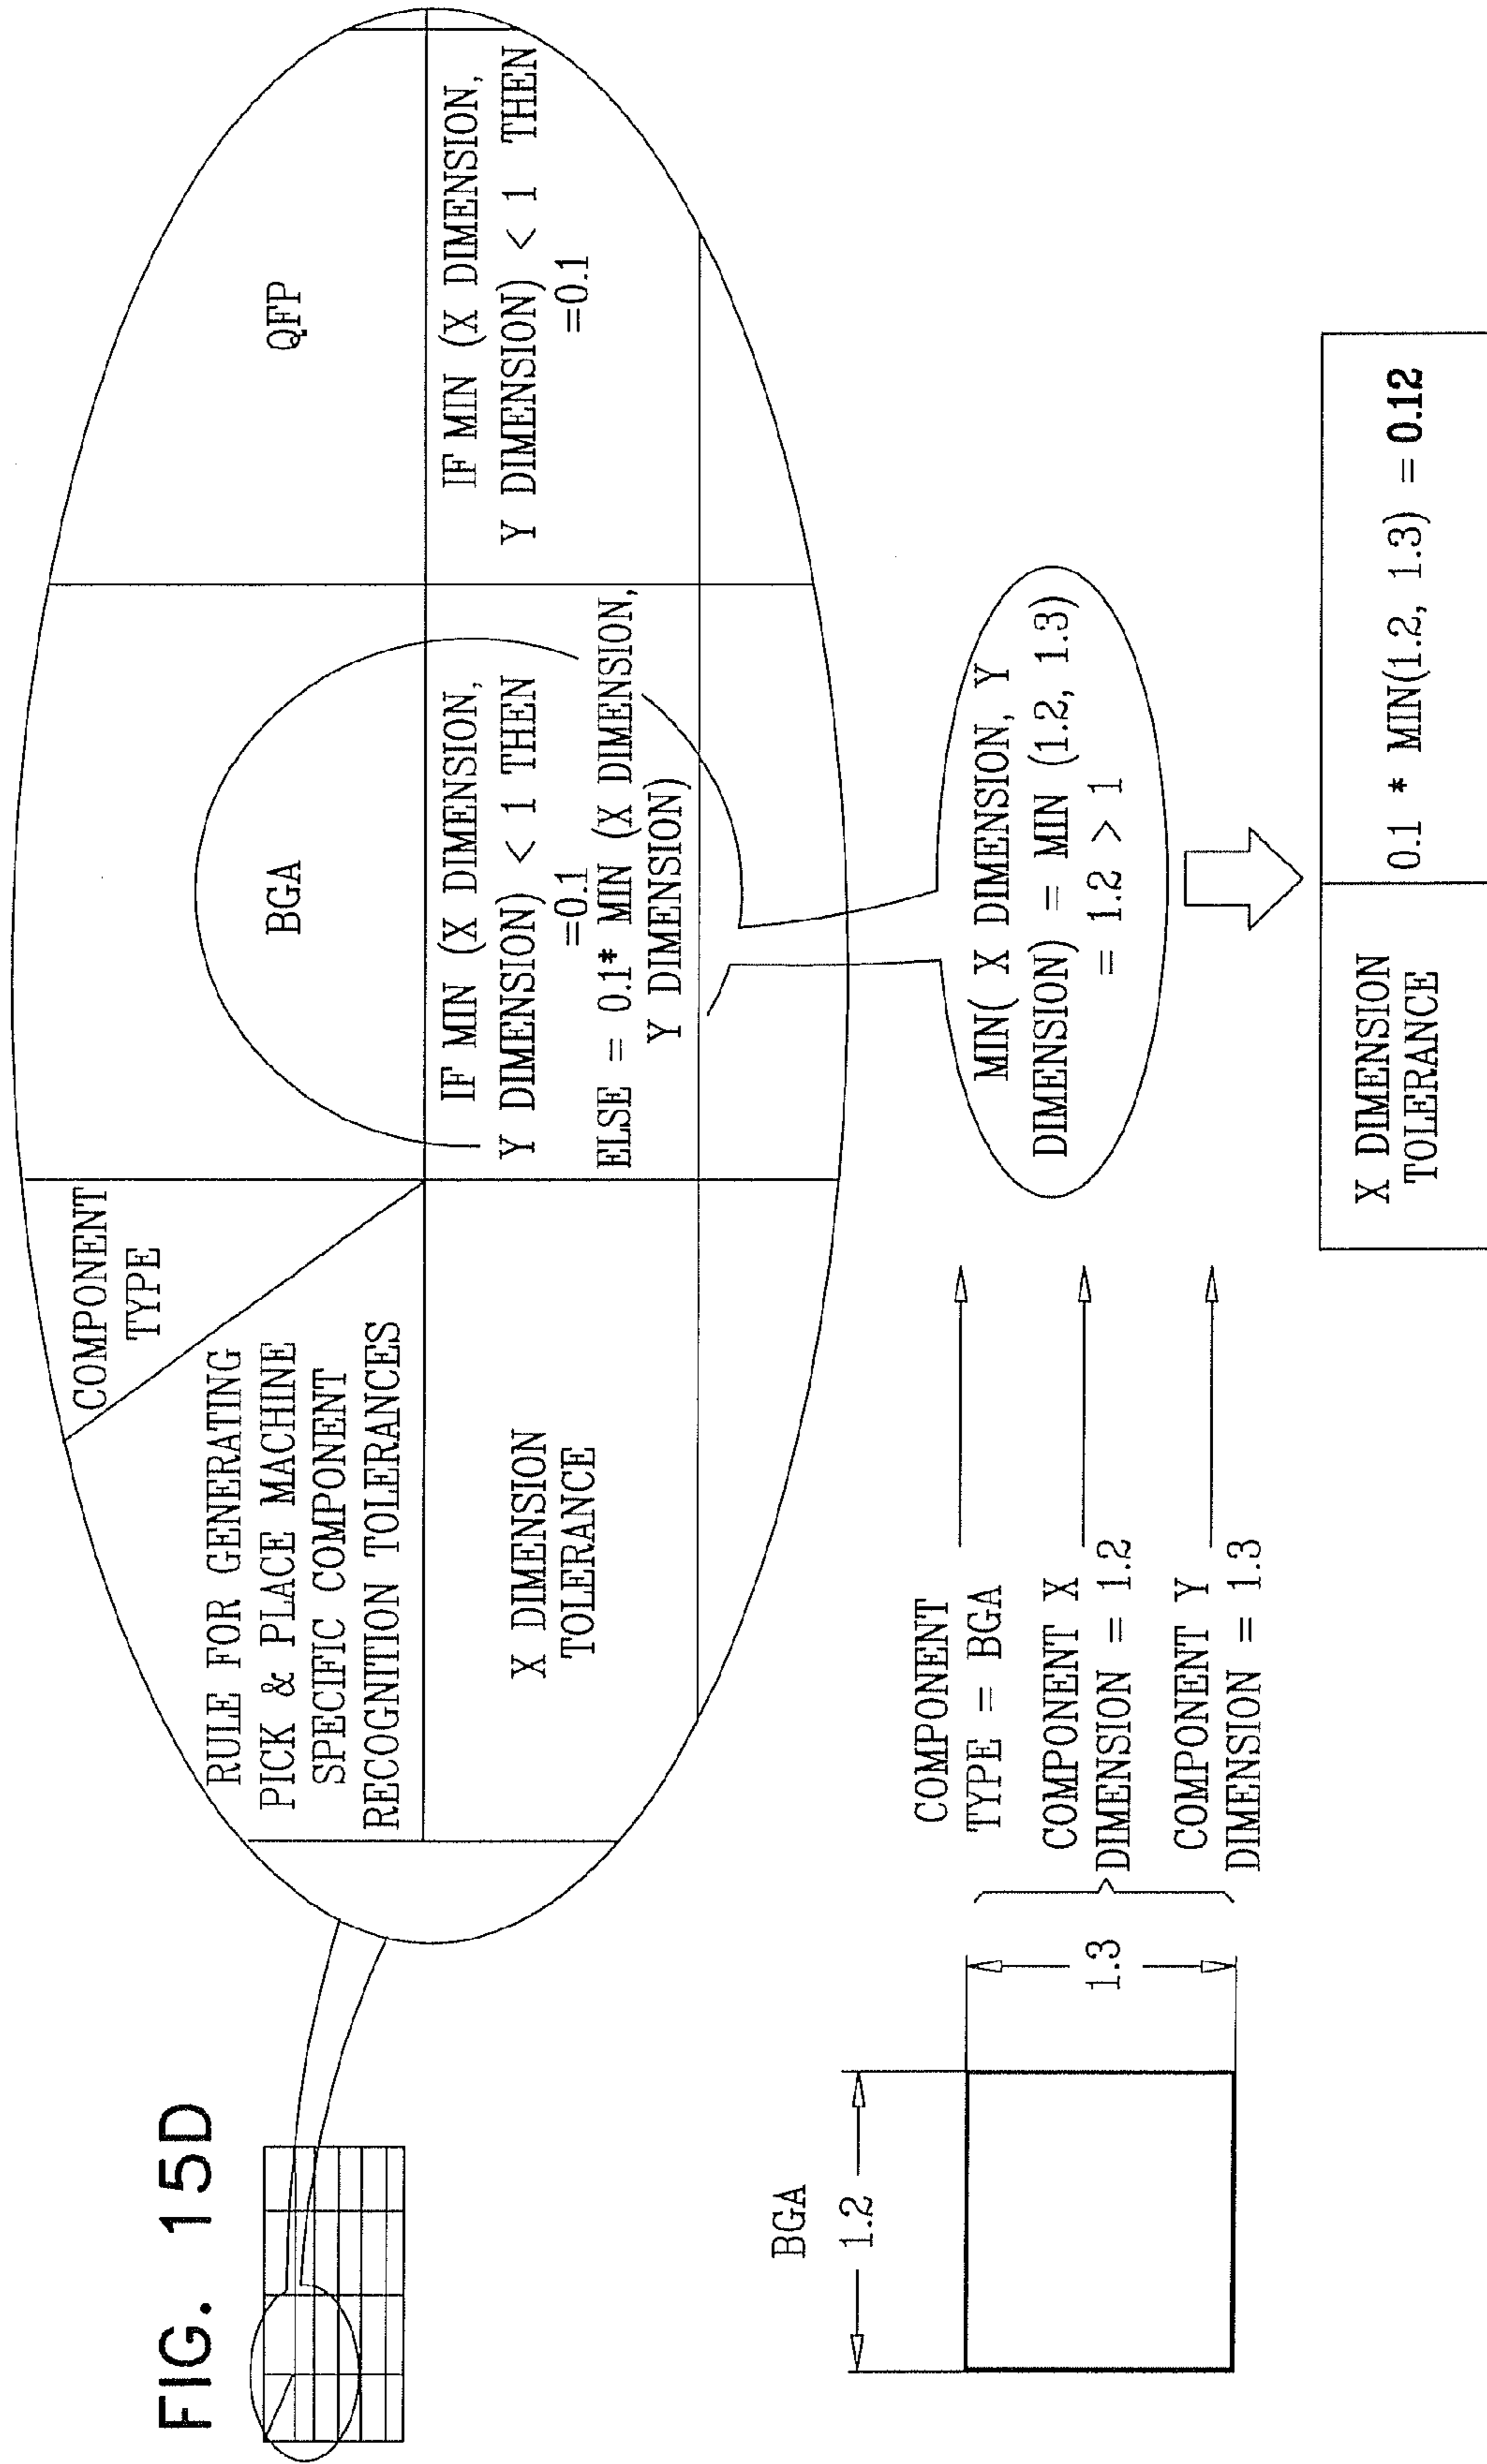 FIG. 15D
RULE FOR GENERATING
PICK & PLACE MACHINE
SPECIFIC COMPONENT
RECOGNITION TOLERANCES
COMPONENT
TYPE
BGA
QFP
X DIMENSION
TOLERANCE
IF MIN (X DIMENSION,
Y DIMENSION) < 1 THEN
=0.1
ELSE = 0.1* MIN (X DIMENSION,
Y DIMENSION)
IF MIN (X DIMENSION,
Y DIMENSION) < 1 THEN
=0.1
BGA
1.2
1.3
COMPONENT
TYPE = BGA
COMPONENT X
DIMENSION = 1.2
COMPONENT Y
DIMENSION = 1.3
MIN( X DIMENSION, Y
DIMENSION) = MIN (1.2, 1.3)
= 1.2 > 1
X DIMENSION
TOLERANCE
0.1 * MIN(1.2, 1.3) = 0.12